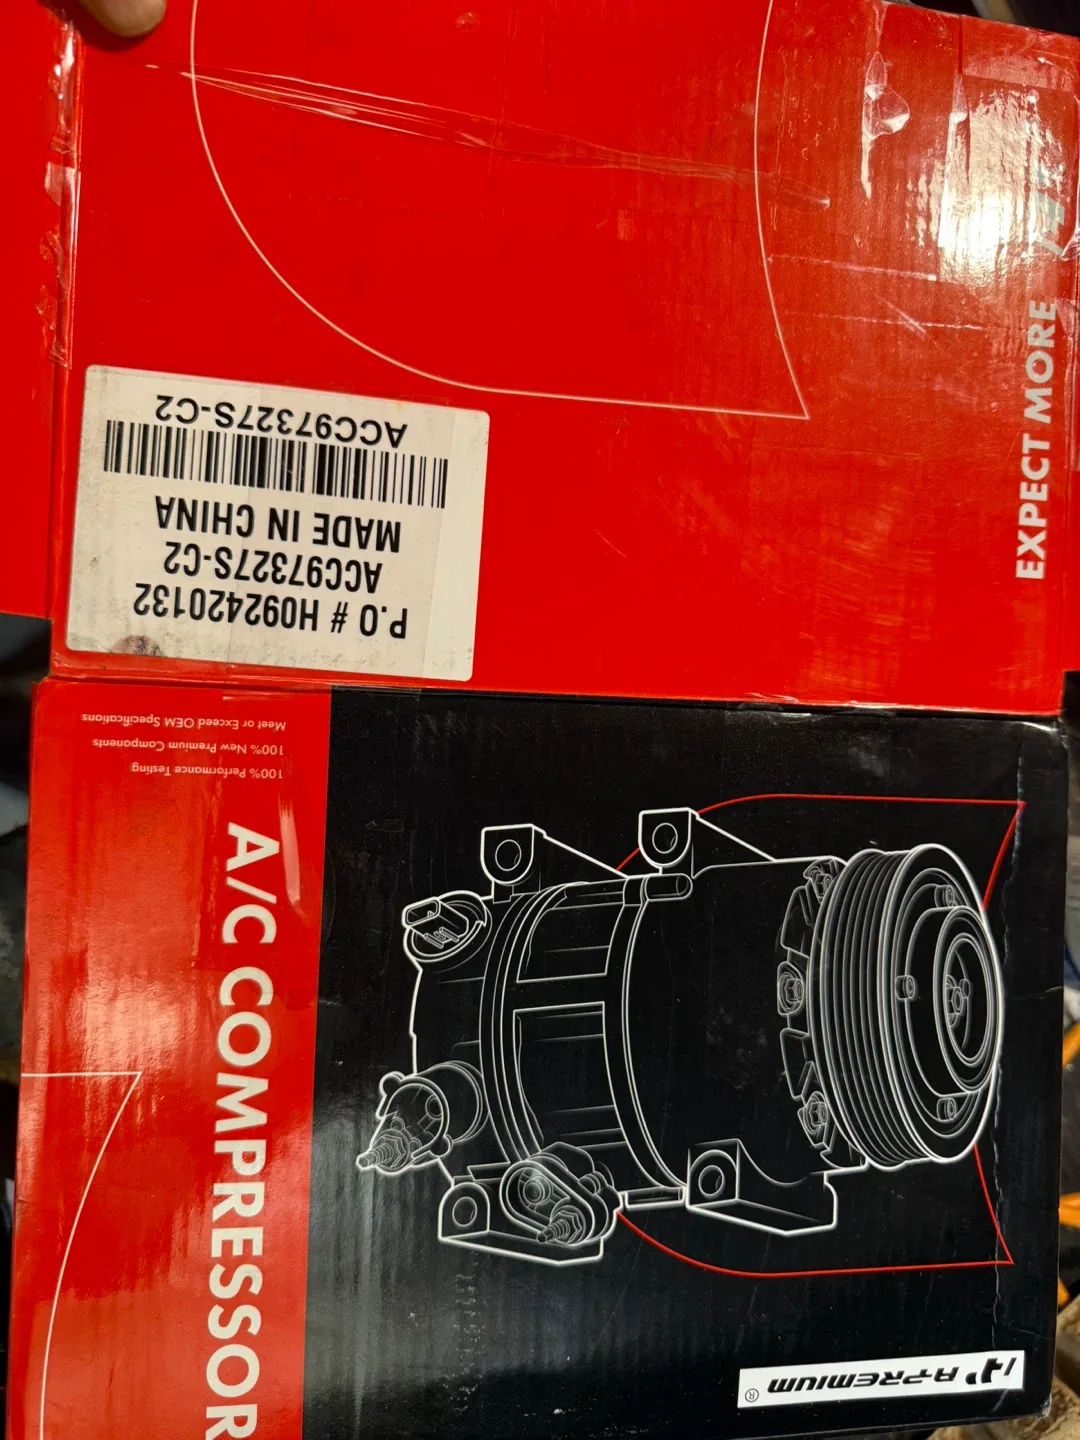 EXPECT MORE
P.O # H092420132
ACC97327S-C2
MADE IN CHINA
ACC97327S-C2
A/C COMPRESSOR
100% Performance Testing
100% New Premium Components
Meet or Exceed OEM Specifications
A-PREMIUM ®